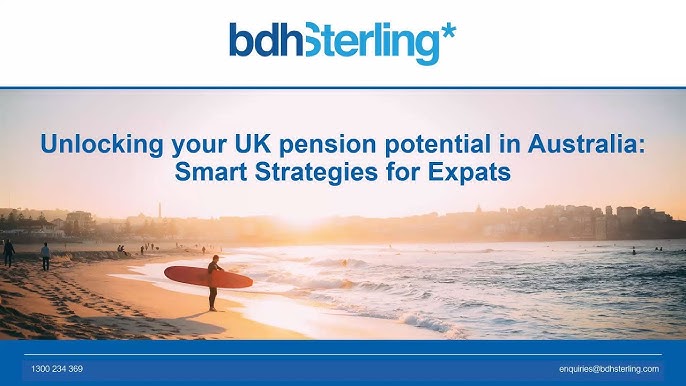 bdhSterling*
Unlocking your UK pension potential in Australia:
Smart Strategies for Expats
1300 234 369
enquiries@bdhsterling.com